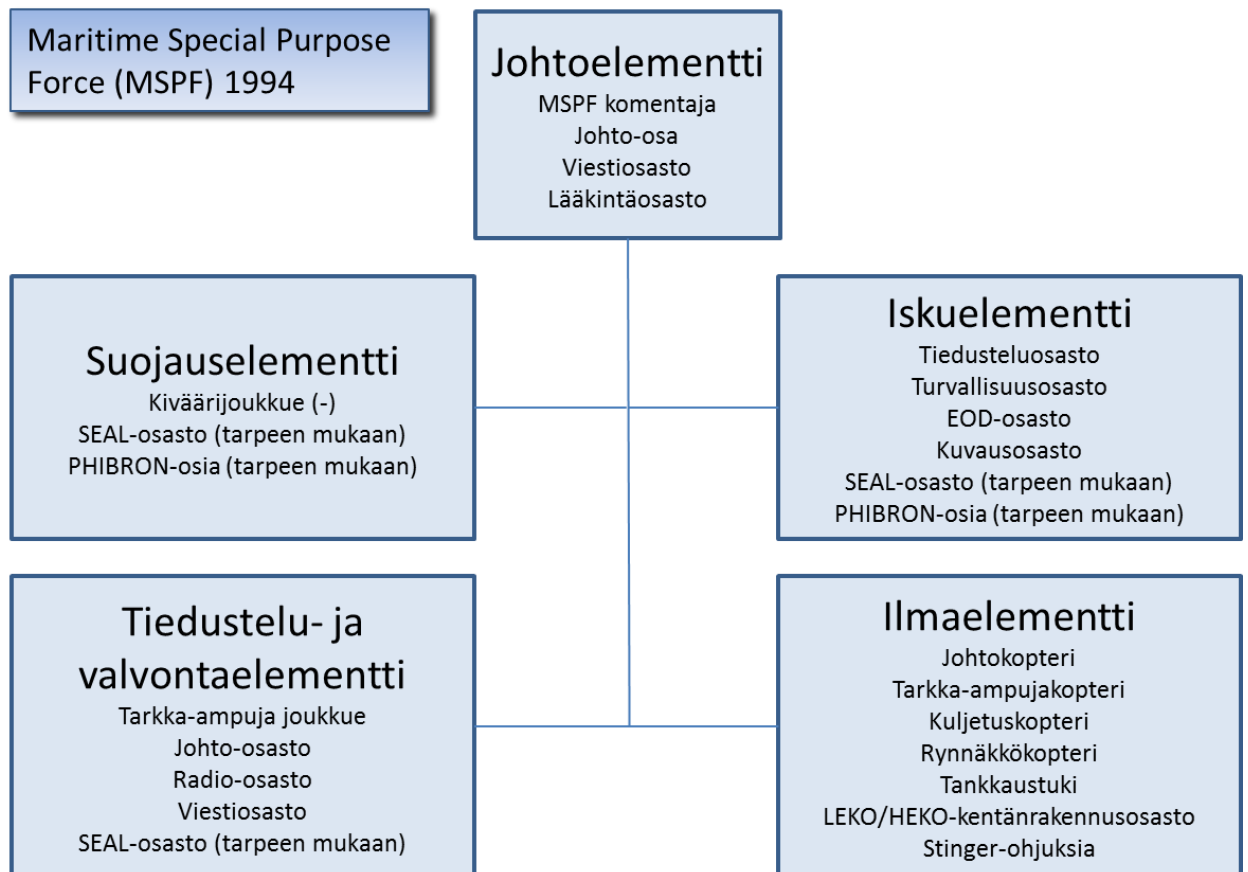 Maritime Special Purpose
Force (MSPF) 1994
Johtoelementti
MSPF komentaja
Johto-osa
Viestiosasto
Lääkintäosasto
Suojauselementti
Kiväärijoukkue (-)
SEAL-osasto (tarpeen mukaan)
PHIBRON-osia (tarpeen mukaan)
Iskuelementti
Tiedusteluosasto
Turvallisuusosasto
EOD-osasto
Kuvausosasto
SEAL-osasto (tarpeen mukaan)
PHIBRON-osia (tarpeen mukaan)
Tiedustelu- ja
valvontaelementti
Tarkka-ampuja joukkue
Johto-osasto
Radio-osasto
Viestiosasto
SEAL-osasto (tarpeen mukaan)
Ilmaelementti
Johtokopteri
Tarkka-ampujakopteri
Kuljetuskopteri
Rynnäkkökopteri
Tankkaustuki
LEKO/HEKO-kentänrakennusosasto
Stinger-ohjuksia